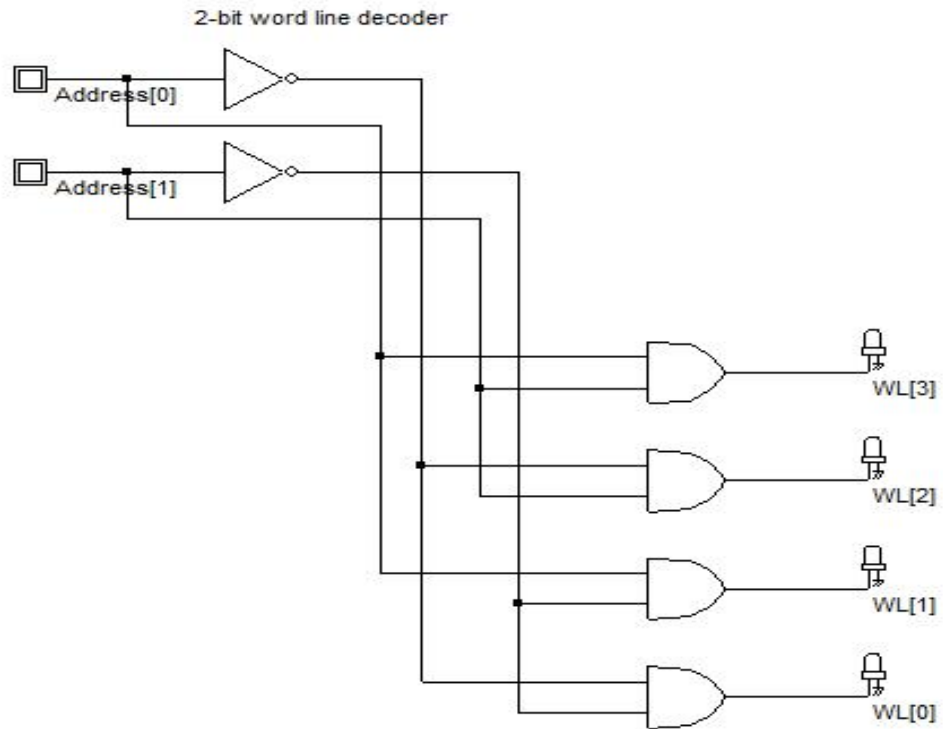 2-bit word line decoder
Address[0]
Address[1]
WL[3]
WL[2]
WL[1]
WL[0]